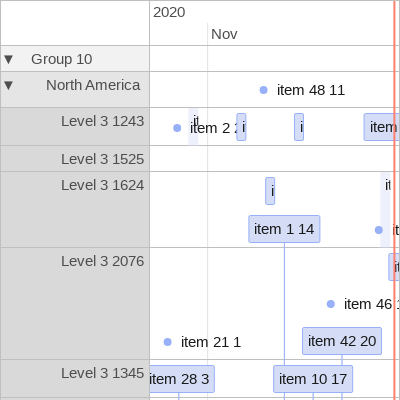 2020
Nov
▼ Group 10
▼ North America
item 48 11
Level 3 1243
item 2 2
i
i
item
Level 3 1525
Level 3 1624
i
it
item 1 14
it
Level 3 2076
it
item 46 1
item 21 1
item 42 20
Level 3 1345
item 28 3
item 10 17